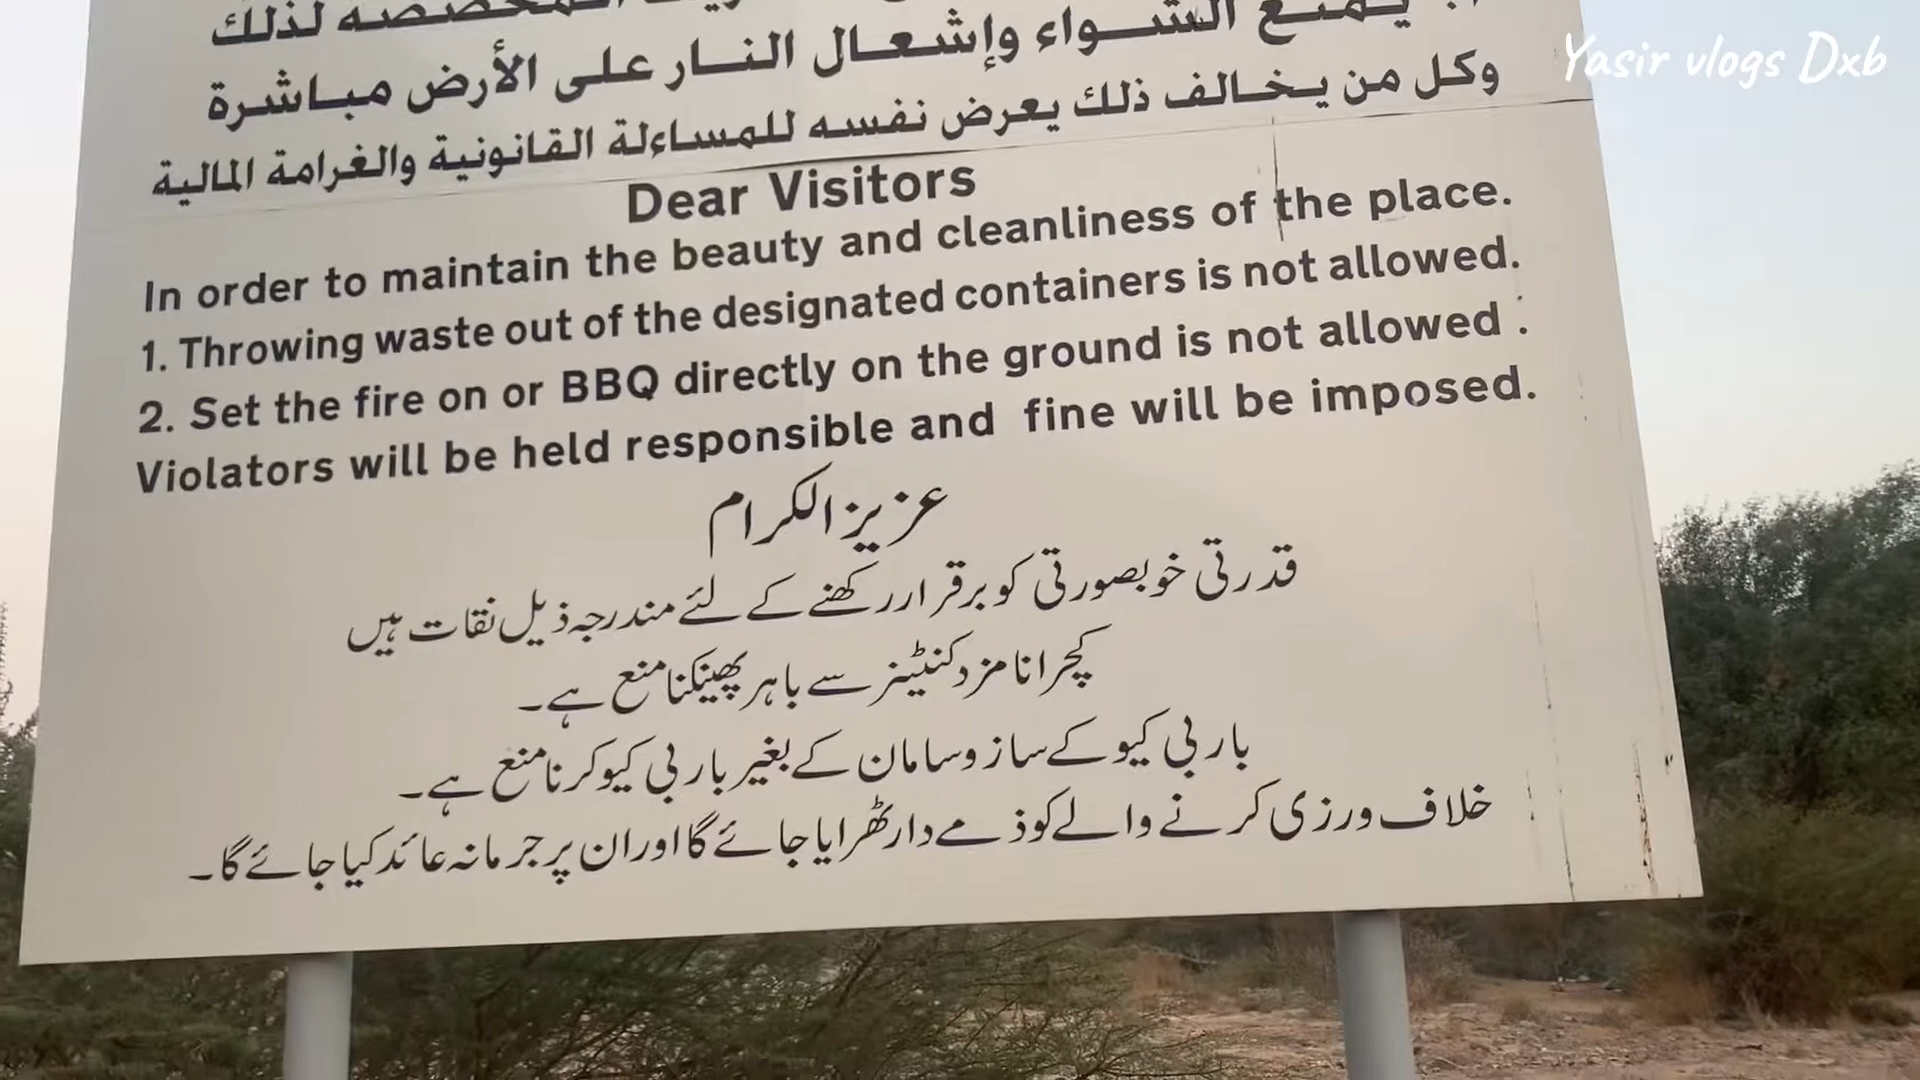 المخصصه لذلك
يمنع الشواء وإشعال النار على الأرض مباشرة
وكل من يخالف ذلك يعرض نفسه للمساءلة القانونية والغرامة المالية
Dear Visitors
In order to maintain the beauty and cleanliness of the place.
1. Throwing waste out of the designated containers is not allowed.
2. Set the fire on or BBQ directly on the ground is not allowed .
Violators will be held responsible and fine will be imposed.
عزیز الکرام
قدرتی خوبصورتی کو برقرار رکھنے کے لئے مندرجہ ذیل نقات ہیں
کچرا نامزد کنٹینر سے باہر پھینکنا منع ہے۔
باربی کیو کے سازوسامان کے بغیر باربی کیو کرنا منع ہے۔
خلاف ورزی کرنے والے کو ذمے دار ٹھرایا جائے گا اور ان پر جرمانہ عائد کیا جائے گا۔
Yasir vlogs Dxb